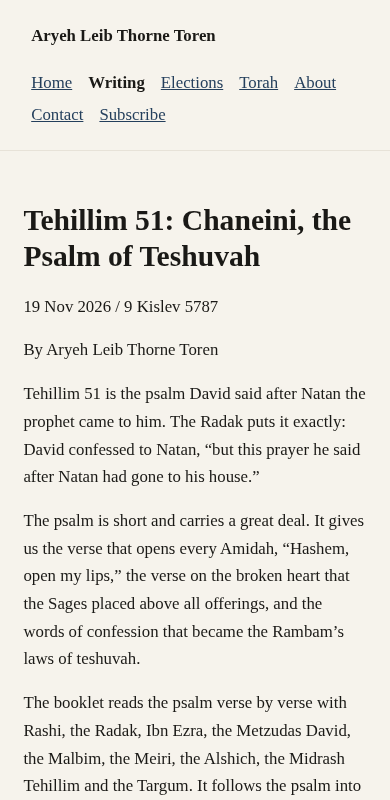 Aryeh Leib Thorne Toren
Home Writing Elections Torah About
Contact Subscribe
Tehillim 51: Chaneini, the
Psalm of Teshuvah
19 Nov 2026 / 9 Kislev 5787
By Aryeh Leib Thorne Toren
Tehillim 51 is the psalm David said after Natan the
prophet came to him. The Radak puts it exactly:
David confessed to Natan, “but this prayer he said
after Natan had gone to his house.”
The psalm is short and carries a great deal. It gives
us the verse that opens every Amidah, “Hashem,
open my lips,” the verse on the broken heart that
the Sages placed above all offerings, and the
words of confession that became the Rambam’s
laws of teshuvah.
The booklet reads the psalm verse by verse with
Rashi, the Radak, Ibn Ezra, the Metzudas David,
the Malbim, the Meiri, the Alshich, the Midrash
Tehillim and the Targum. It follows the psalm into